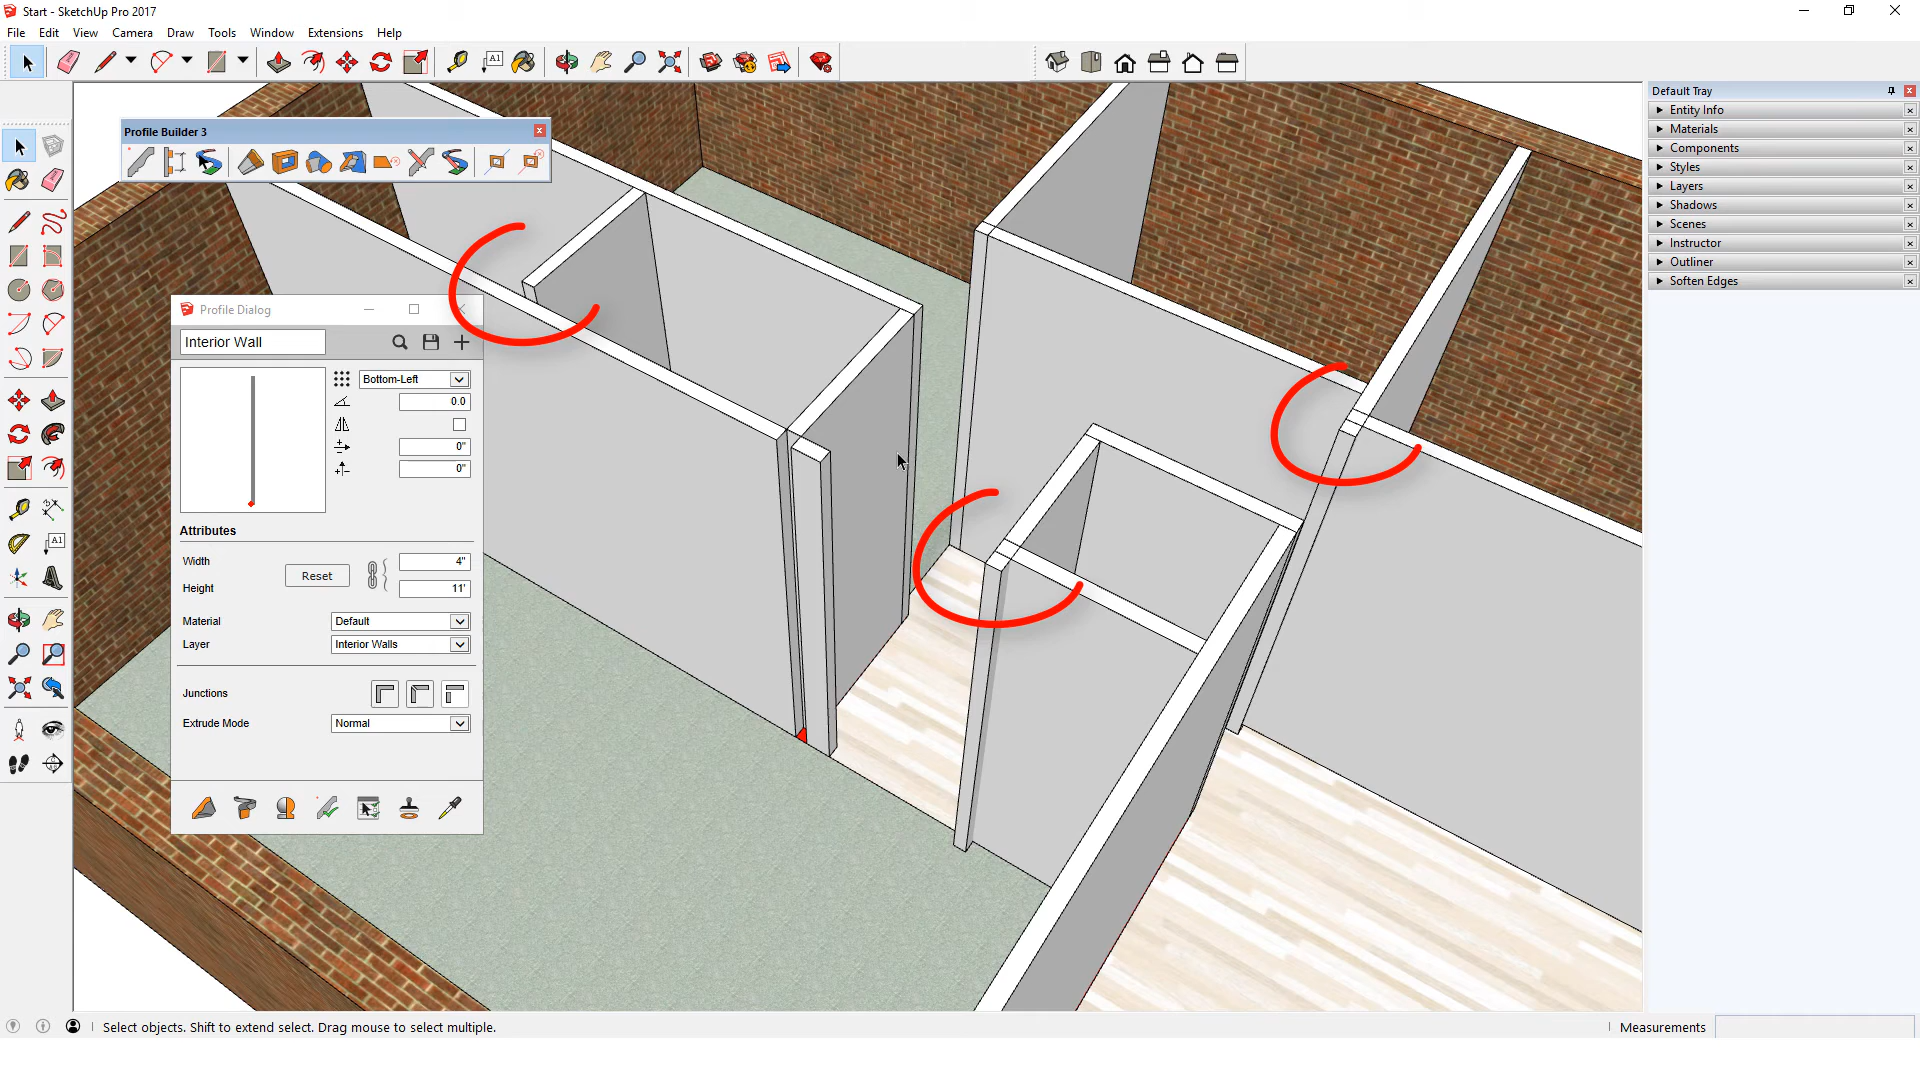 Start - SketchUp Pro 2017
File Edit View Camera Draw Tools Window Extensions Help
A1
Default Tray
Entity Info
Materials
Components
Styles
Layers
Shadows
Scenes
Instructor
Outliner
Soften Edges
Profile Builder 3
Profile Dialog
Interior Wall
Bottom-Left
0.0
0"
0"
Attributes
Width 4"
Reset
Height 11'
Material Default
Layer Interior Walls
Junctions
Extrude Mode Normal
A1
Select objects. Shift to extend select. Drag mouse to select multiple.
Measurements